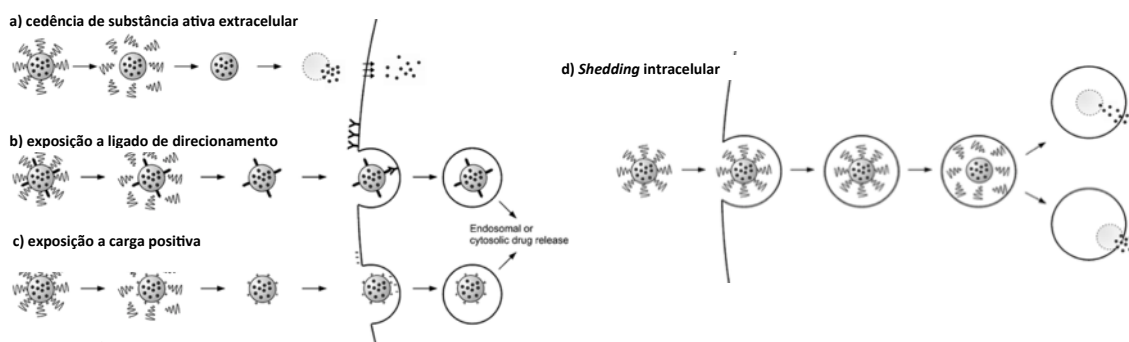 a) cedência de substância ativa extracelular
b) exposição a ligado de direcionamento
c) exposição a carga positiva
Endosomal or
cytosolic drug release
d) Shedding intracelular